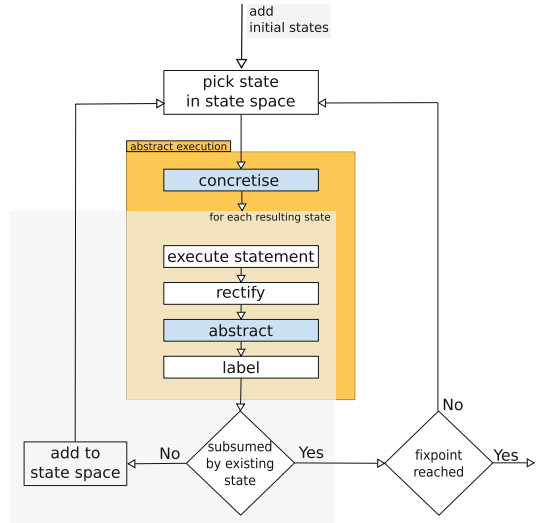 add
initial states
pick state
in state space
abstract execution
concretise
for each resulting state
execute statement
rectify
abstract
label
No
subsumed
by existing
state
Yes
add to
state space
No
fixpoint
reached
Yes